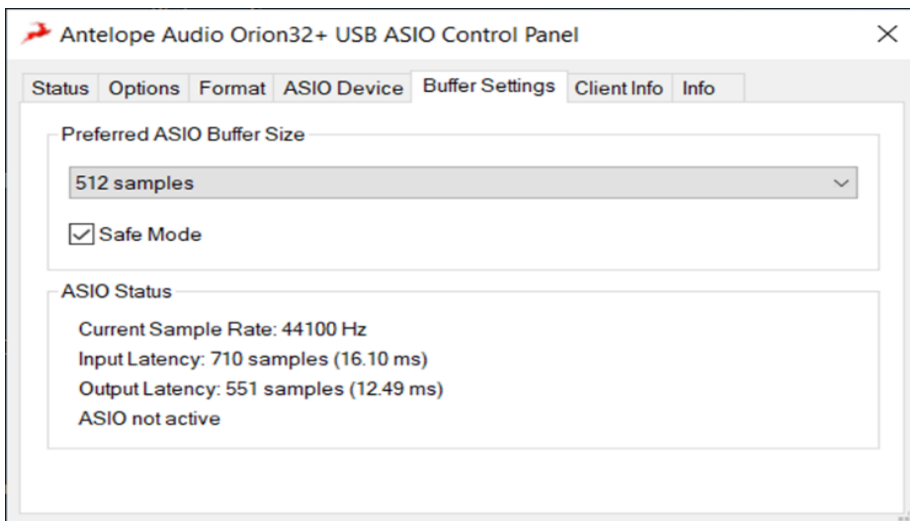 Antelope Audio Orion32+ USB ASIO Control Panel
Status Options Format ASIO Device Buffer Settings Client Info Info
Preferred ASIO Buffer Size
512 samples
Safe Mode
ASIO Status
Current Sample Rate: 44100 Hz
Input Latency: 710 samples (16.10 ms)
Output Latency: 551 samples (12.49 ms)
ASIO not active